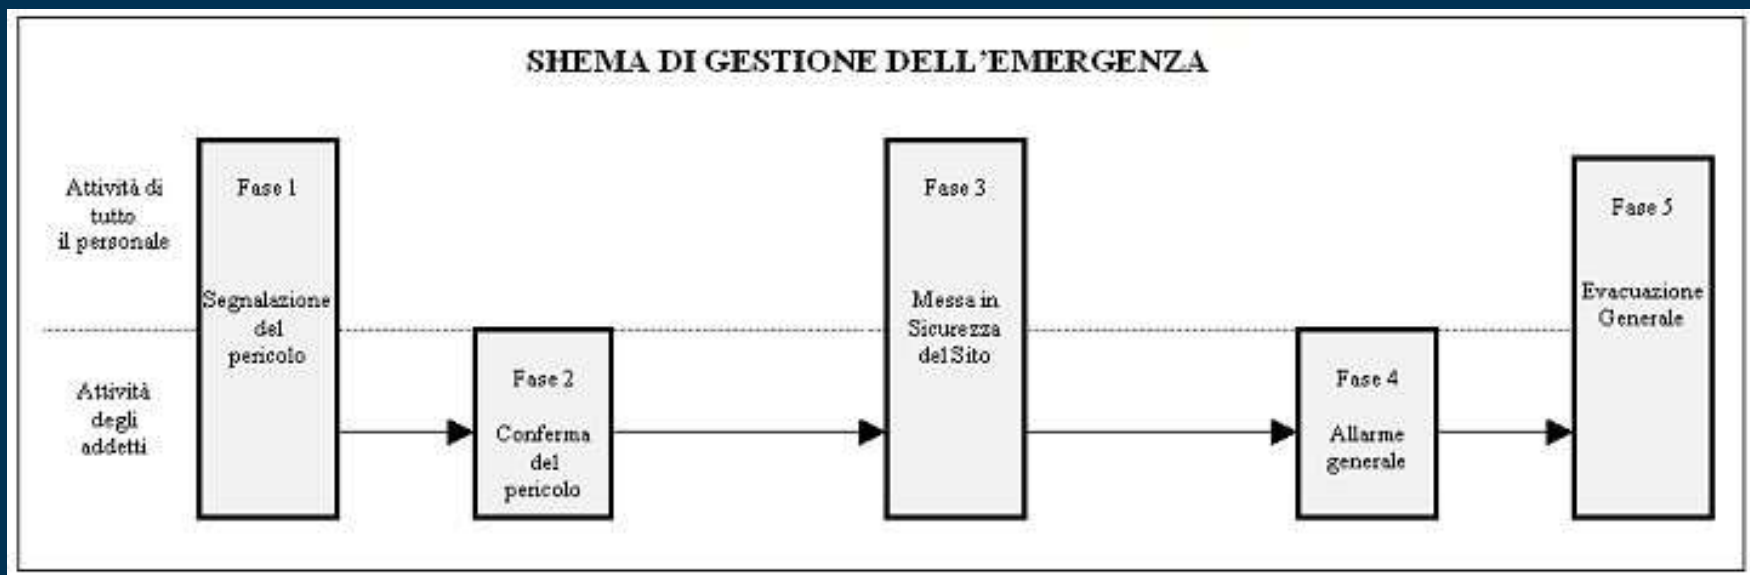 SHEMA DI GESTIONE DELL'EMERGENZA
Attività di
tutto
il personale
Attività
degli
addetti
Fase 1
Segnalazione
del
pericolo
Fase 2
Conferma
del
pericolo
Fase 3
Messa in
Sicurezza
del Sito
Fase 4
Allarme
generale
Fase 5
Evacuazione
Generale